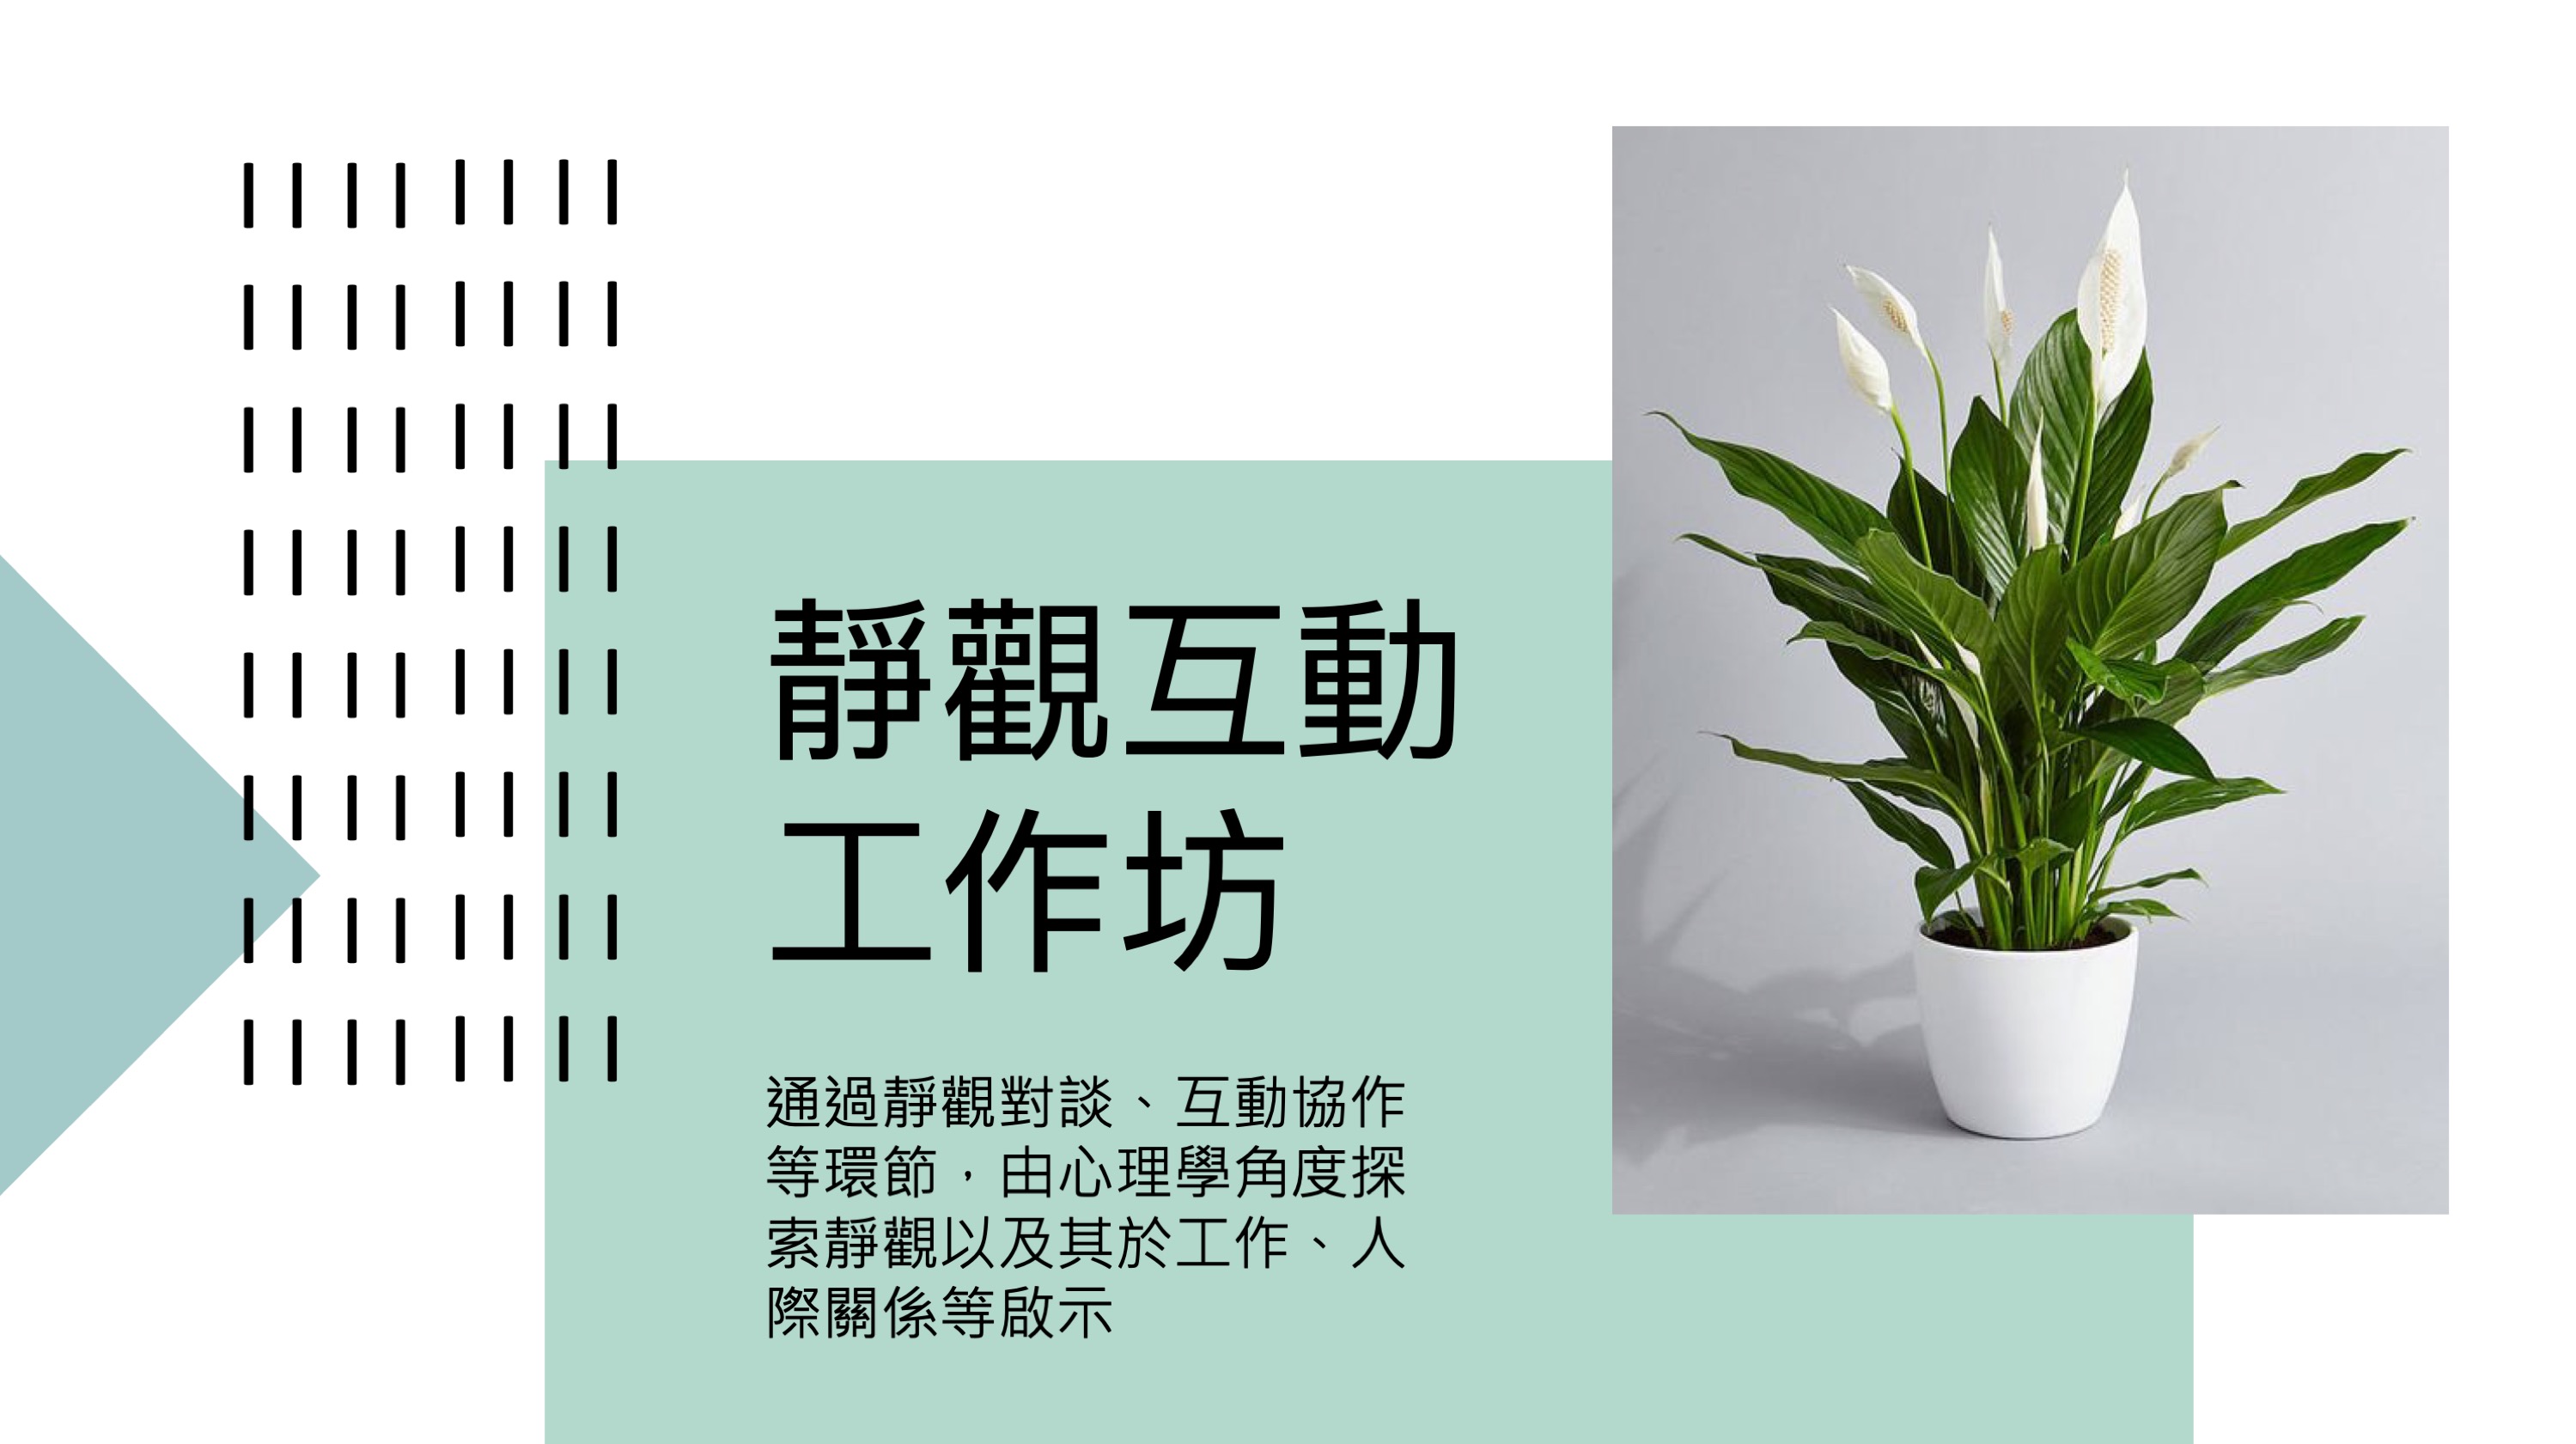 靜觀互動
工作坊
通過靜觀對談、互動協作
等環節，由心理學角度探
索靜觀以及其於工作、人
際關係等啟示